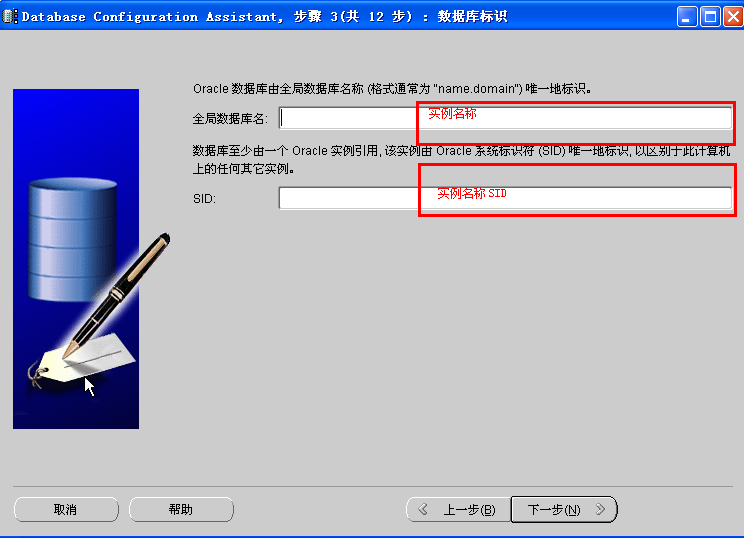 Database Configuration Assistant, 步骤 3(共 12 步) : 数据库标识
Oracle 数据库由全局数据库名称 (格式通常为 "name.domain") 唯一地标识。
全局数据库名:
实例名称
数据库至少由一个 Oracle 实例引用, 该实例由 Oracle 系统标识符 (SID) 唯一地标识, 以区别于此计算机
上的任何其它实例。
SID:
实例名称 SID
取消
帮助
上一步(B)
下一步(N)